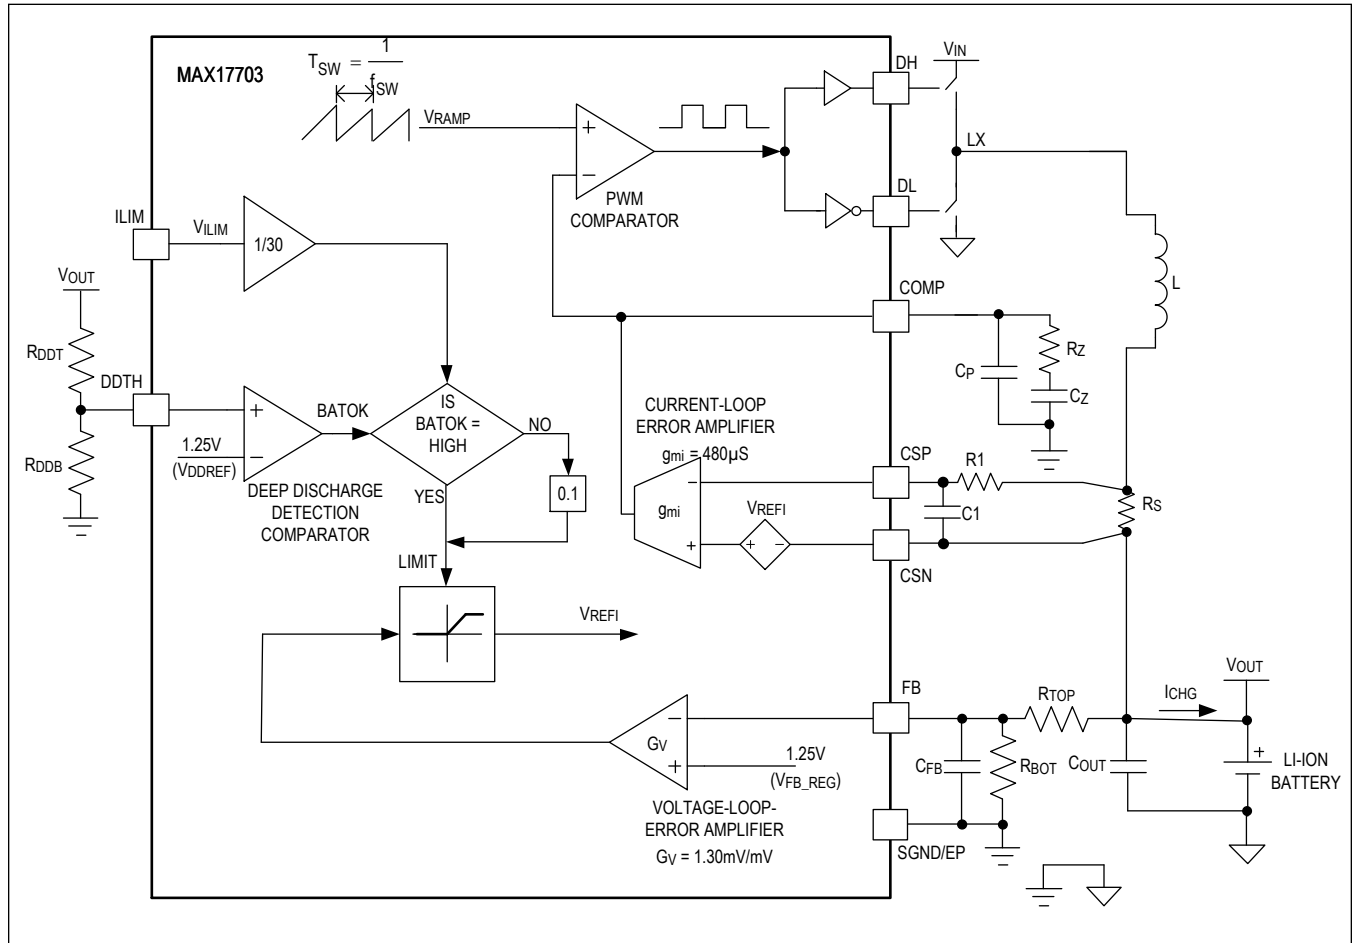 MAX17703
TSW = 1
fSW
VRAMP
+
−
PWM
COMPARATOR
DH
VIN
LX
DL
ILIM
VILIM
1/30
VOUT
RDDT
DDTH
RDDB
1.25V
(VDDREF)
+
−
DEEP DISCHARGE
DETECTION
COMPARATOR
BATOK
IS
BATOK =
HIGH
NO
YES
0.1
LIMIT
VREFI
COMP
CP
RZ
CZ
L
CURRENT-LOOP
ERROR AMPLIFIER
gmi = 480µS
gmi
−
+
VREFI
+ −
CSP
R1
C1
RS
CSN
FB
RTOP
ICHG
VOUT
GV
−
+
1.25V
(VFB_REG)
CFB
RBOT
COUT
+
LI-ION
BATTERY
VOLTAGE-LOOP-
ERROR AMPLIFIER
GV = 1.30mV/mV
SGND/EP